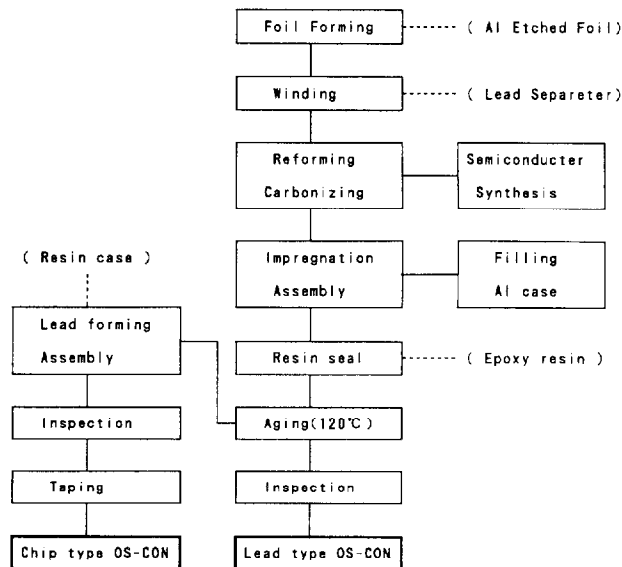 Foil Forming
( Al Etched Foil)
Winding
( Lead Separeter)
Reforming
Carbonizing
Semiconducter
Synthesis
Impregnation
Assembly
Filling
Al case
( Resin case )
Lead forming
Assembly
Resin seal
( Epoxy resin )
Inspection
Aging(120℃)
Taping
Inspection
Chip type OS-CON
Lead type OS-CON